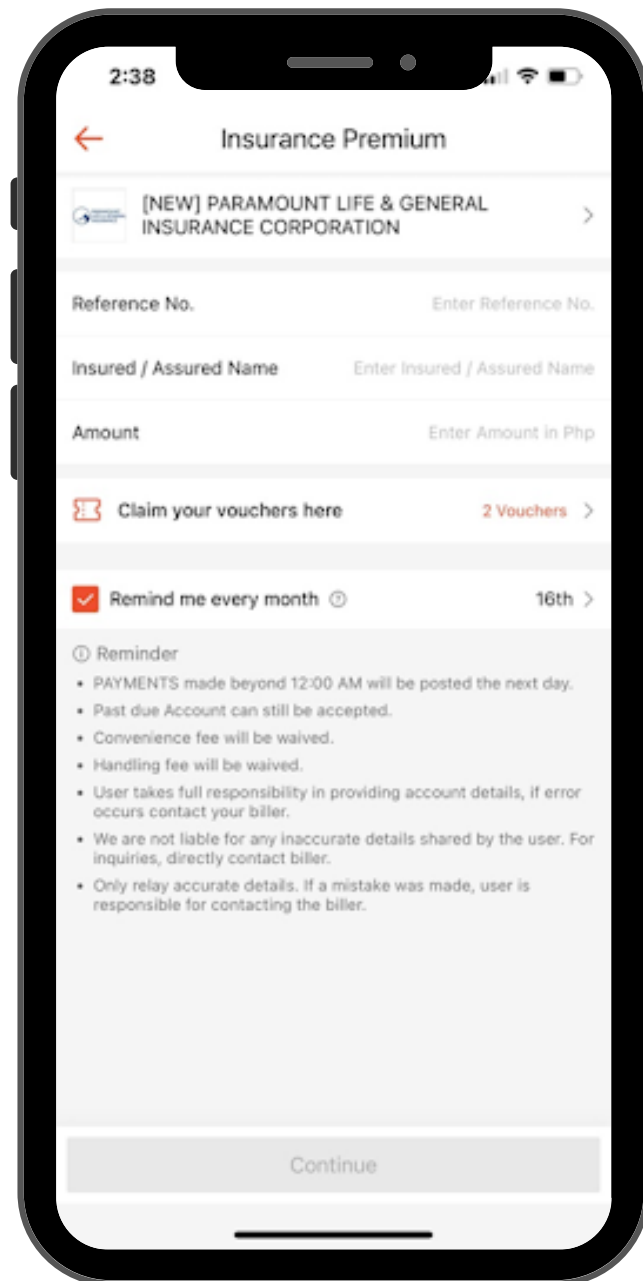 2:38
Insurance Premium
[NEW] PARAMOUNT LIFE & GENERAL
INSURANCE CORPORATION
Reference No. Enter Reference No.
Insured / Assured Name Enter Insured / Assured Name
Amount Enter Amount in Php
Claim your vouchers here 2 Vouchers
Remind me every month 16th
Reminder
• PAYMENTS made beyond 12:00 AM will be posted the next day.
• Past due Account can still be accepted.
• Convenience fee will be waived.
• Handling fee will be waived.
• User takes full responsibility in providing account details, if error
occurs contact your biller.
• We are not liable for any inaccurate details shared by the user. For
inquiries, directly contact biller.
• Only relay accurate details. If a mistake was made, user is
responsible for contacting the biller.
Continue